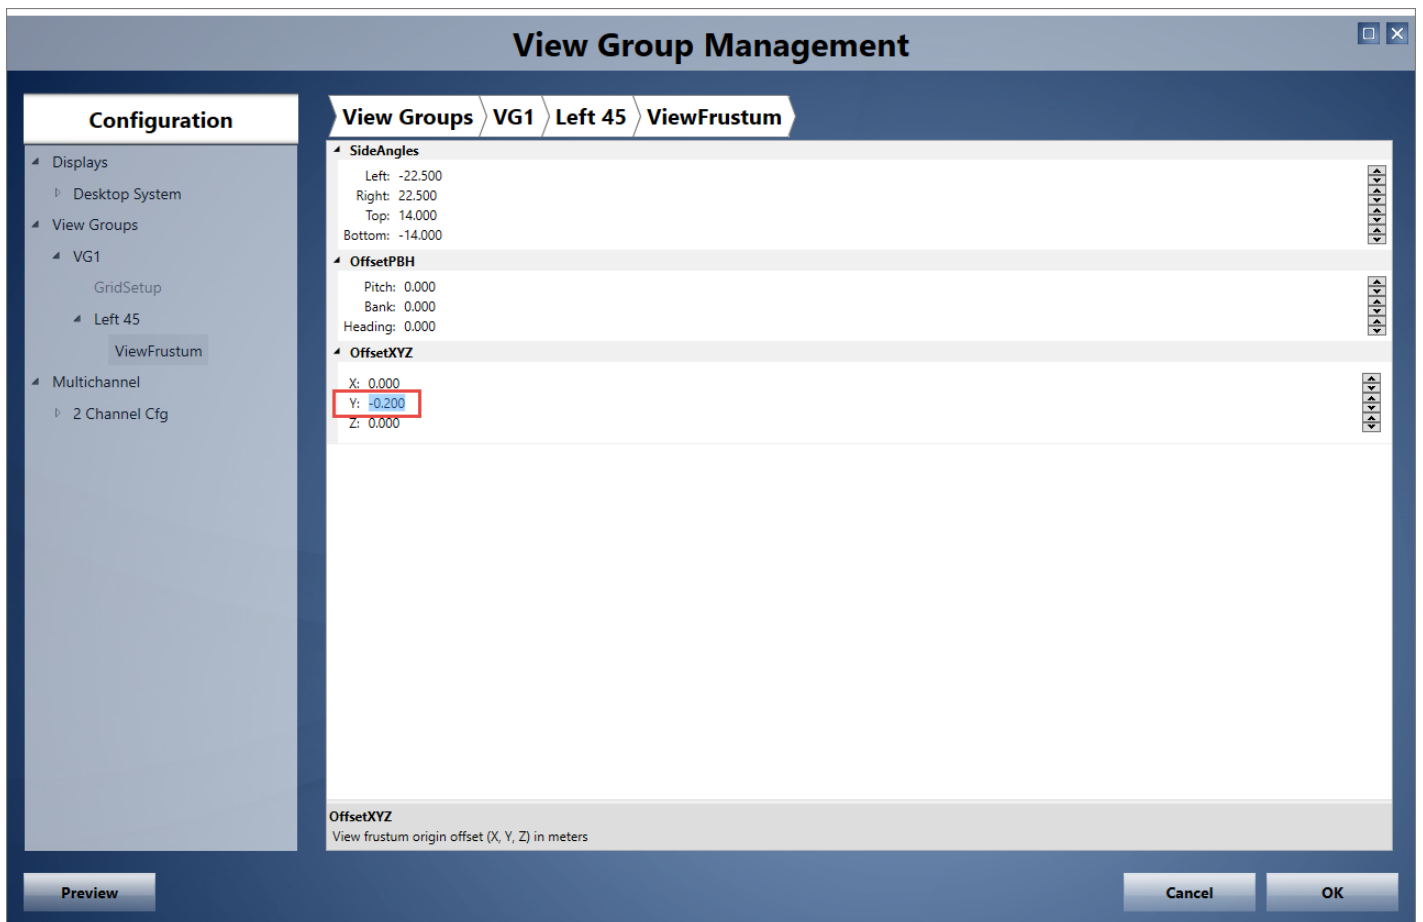 View Group Management
Configuration
Displays
Desktop System
View Groups
VG1
GridSetup
Left 45
ViewFrustum
Multichannel
2 Channel Cfg
View Groups VG1 Left 45 ViewFrustum
SideAngles
Left: -22.500
Right: 22.500
Top: 14.000
Bottom: -14.000
OffsetPBH
Pitch: 0.000
Bank: 0.000
Heading: 0.000
OffsetXYZ
X: 0.000
Y: -0.200
Z: 0.000
OffsetXYZ
View frustum origin offset (X, Y, Z) in meters
Preview
Cancel
OK